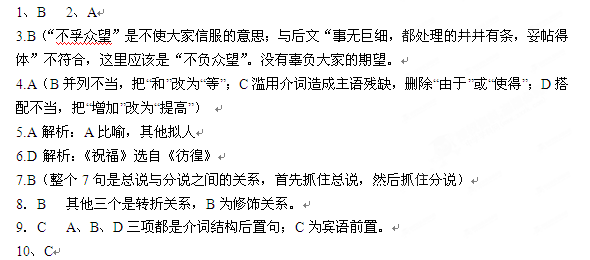 1、B 2、A
3.B（“不孚众望”是不使大家信服的意思；与后文“事无巨细，都处理的井井有条，妥帖得
体”不符合，这里应该是“不负众望”。没有辜负大家的期望。
4.A（B 并列不当，把“和”改为“等”；C 滥用介词造成主语残缺，删除“由于”或“使得”；D 搭
配不当，把“增加”改为“提高”）
5.A 解析：A 比喻，其他拟人
6.D 解析：《祝福》选自《彷徨》
7.B（整个 7 句是总说与分说之间的关系，首先抓住总说，然后抓住分说）
8．B 其他三个是转折关系，B 为修饰关系。
9．C A、B、D 三项都是介词结构后置句；C 为宾语前置。
10、C